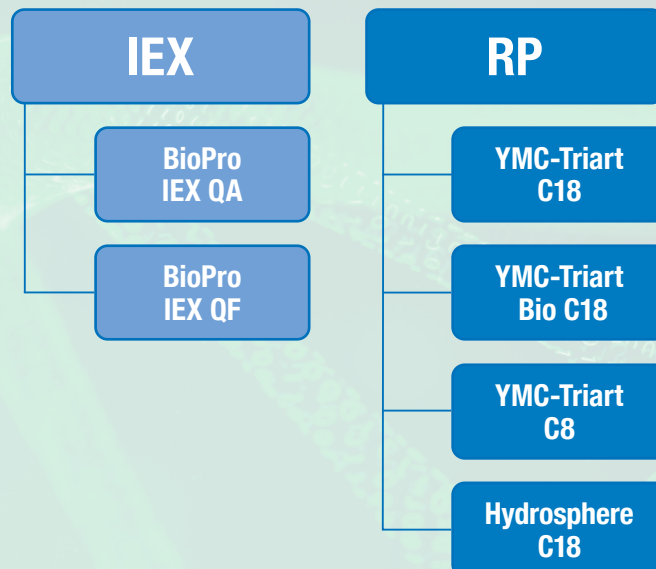 IEX
BioPro
IEX QA
BioPro
IEX QF
RP
YMC-Triart
C18
YMC-Triart
Bio C18
YMC-Triart
C8
Hydrosphere
C18